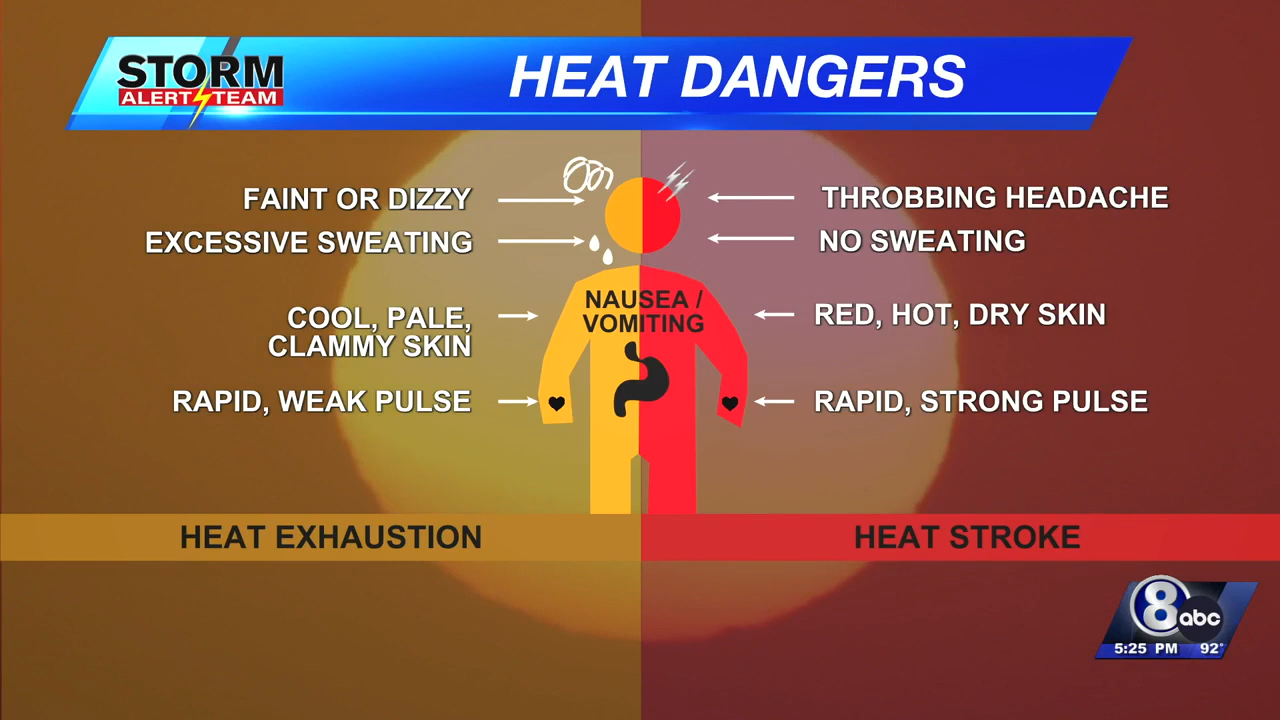 STORM
ALERT TEAM
HEAT DANGERS
FAINT OR DIZZY
EXCESSIVE SWEATING
COOL, PALE,
CLAMMY SKIN
RAPID, WEAK PULSE
NAUSEA /
VOMITING
THROBBING HEADACHE
NO SWEATING
RED, HOT, DRY SKIN
RAPID, STRONG PULSE
HEAT EXHAUSTION
HEAT STROKE
8 abc
5:25 PM 92°